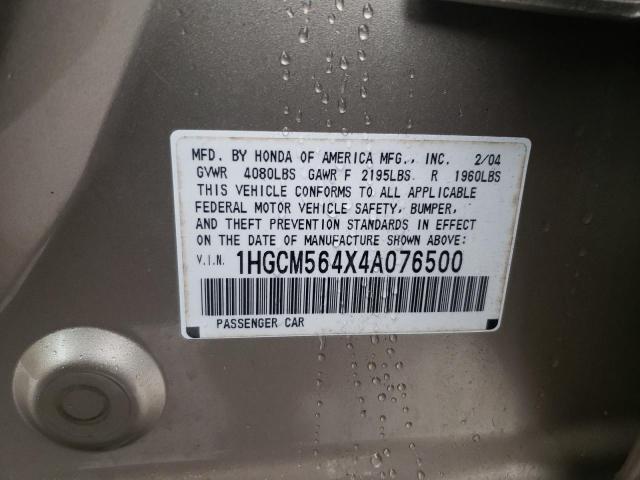 MFD. BY HONDA OF AMERICA MFG., INC. 2/04
GVWR 4080LBS GAWR F 2195LBS R 1960LBS
THIS VEHICLE CONFORMS TO ALL APPLICABLE
FEDERAL MOTOR VEHICLE SAFETY, BUMPER,
AND THEFT PREVENTION STANDARDS IN EFFECT
ON THE DATE OF MANUFACTURE SHOWN ABOVE:
V.I.N. 1HGCM564X4A076500
PASSENGER CAR